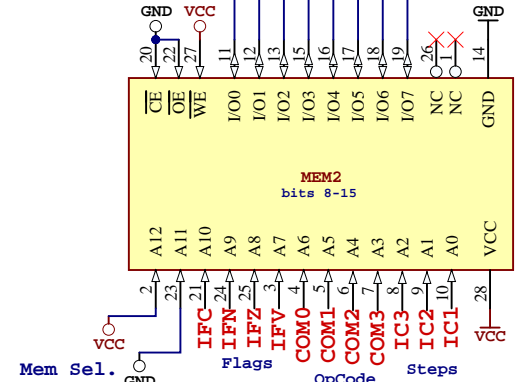 GND VCC GND
20 22 27 11 12 13 15 16 17 18 19 26 1 14
CE OE WE I/O0 I/O1 I/O2 I/O3 I/O4 I/O5 I/O6 I/O7 NC NC GND
MEM2
bits 8-15
A12 A11 A10 A9 A8 A7 A6 A5 A4 A3 A2 A1 A0 VCC
2 23 21 24 25 3 4 5 6 7 8 9 10 28
IFC IFN IFZ IFV COM0 COM1 COM2 COM3 IC3 IC2 IC1
VCC VCC
Mem Sel. Flags Steps
GND OpCode